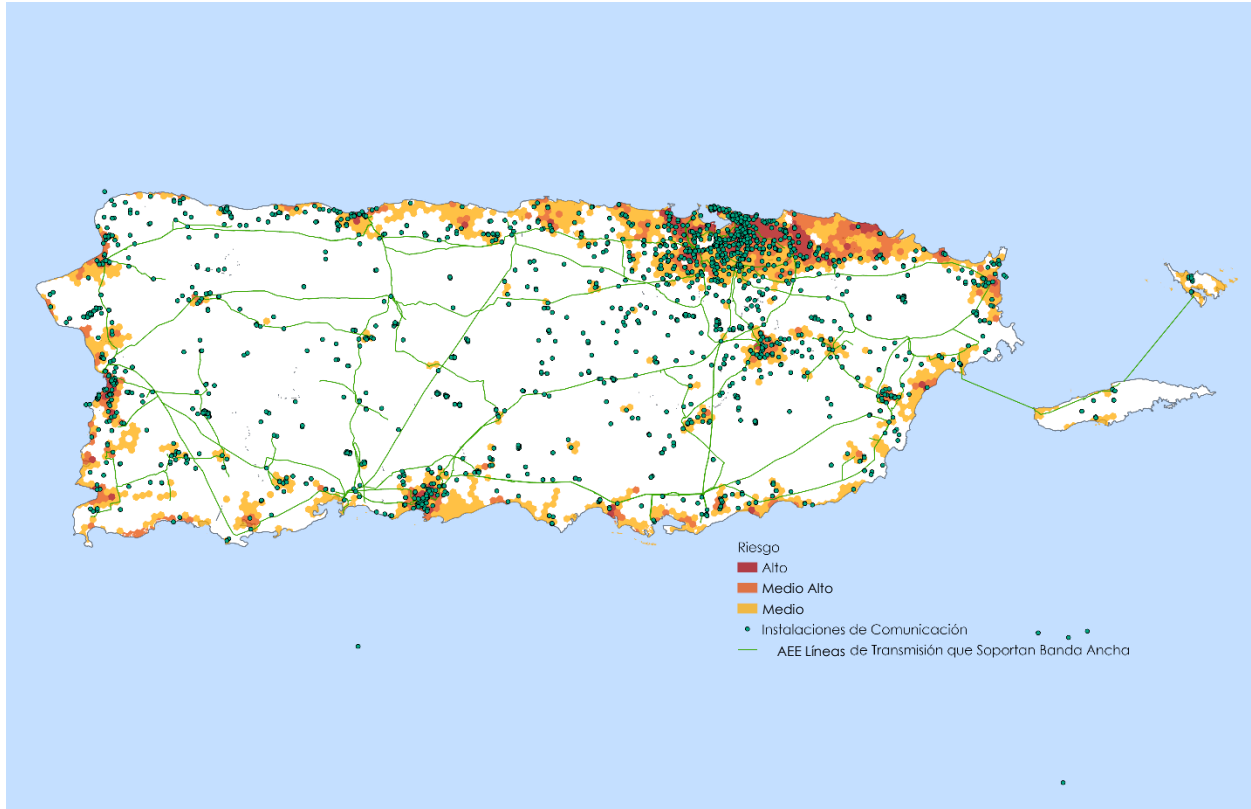 Riesgo
Alto
Medio Alto
Medio
Instalaciones de Comunicación
AEE Líneas de Transmisión que Soportan Banda Ancha